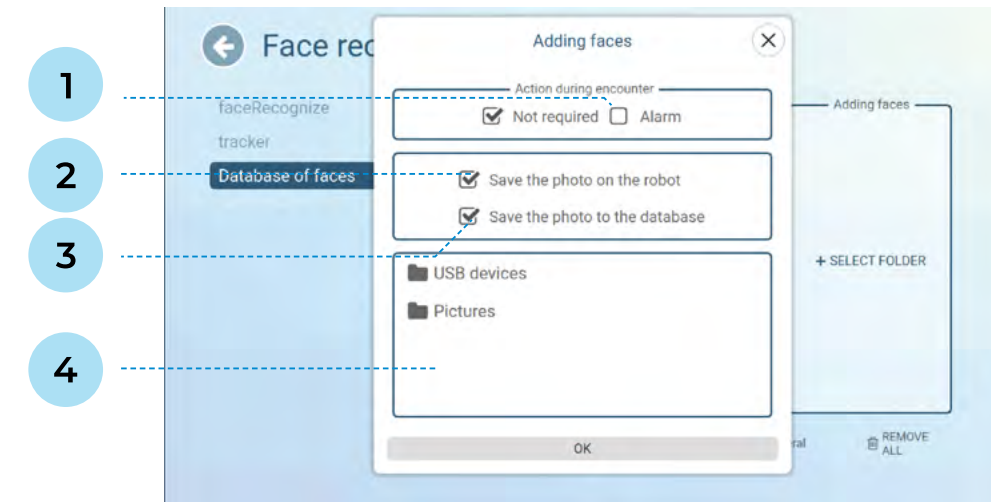 Face rec
Adding faces
1
Action during encounter
Not required Alarm
faceRecognize
tracker
Database of faces
Adding faces
2
Save the photo on the robot
Save the photo to the database
3
USB devices
Pictures
+ SELECT FOLDER
4
OK
ral
REMOVE
ALL